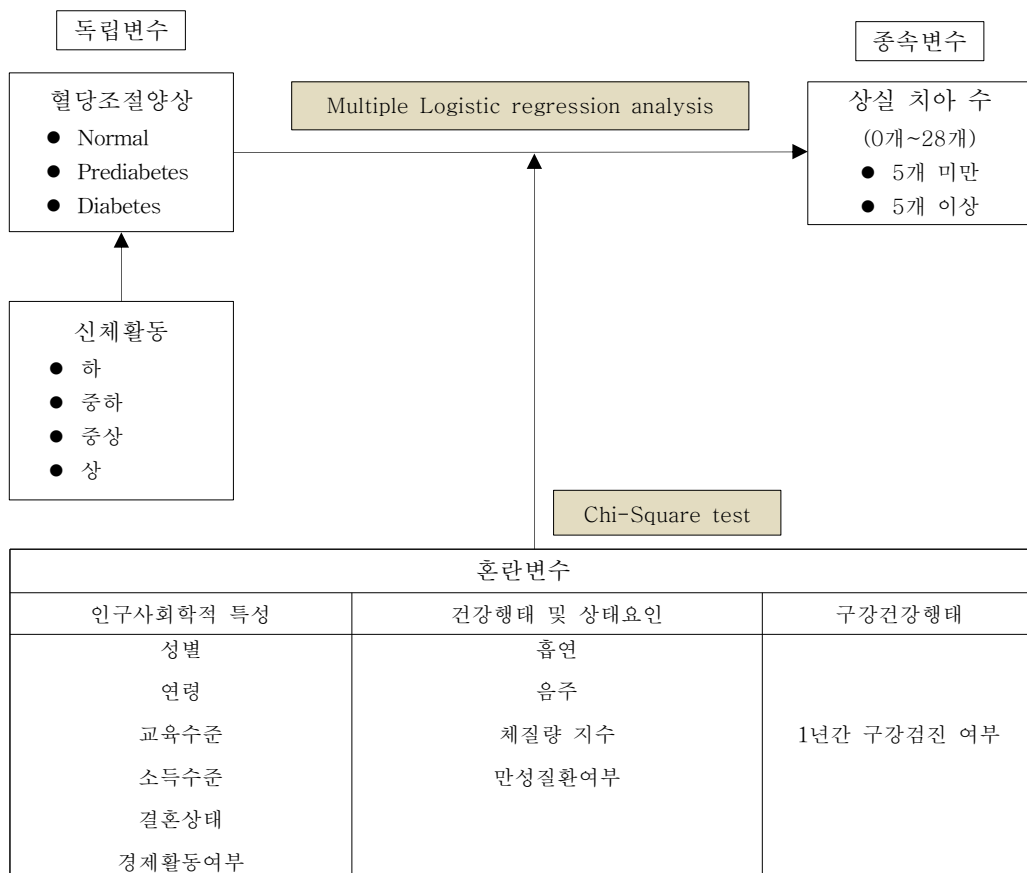 독립변수
종속변수
혈당조절양상
● Normal
● Prediabetes
● Diabetes
Multiple Logistic regression analysis
상실 치아 수
(0개~28개)
● 5개 미만
● 5개 이상
신체활동
● 하
● 중하
● 중상
● 상
Chi-Square test
혼란변수
인구사회학적 특성
건강행태 및 상태요인
구강건강행태
성별
연령
교육수준
소득수준
결혼상태
경제활동여부
흡연
음주
체질량 지수
만성질환여부
1년간 구강검진 여부